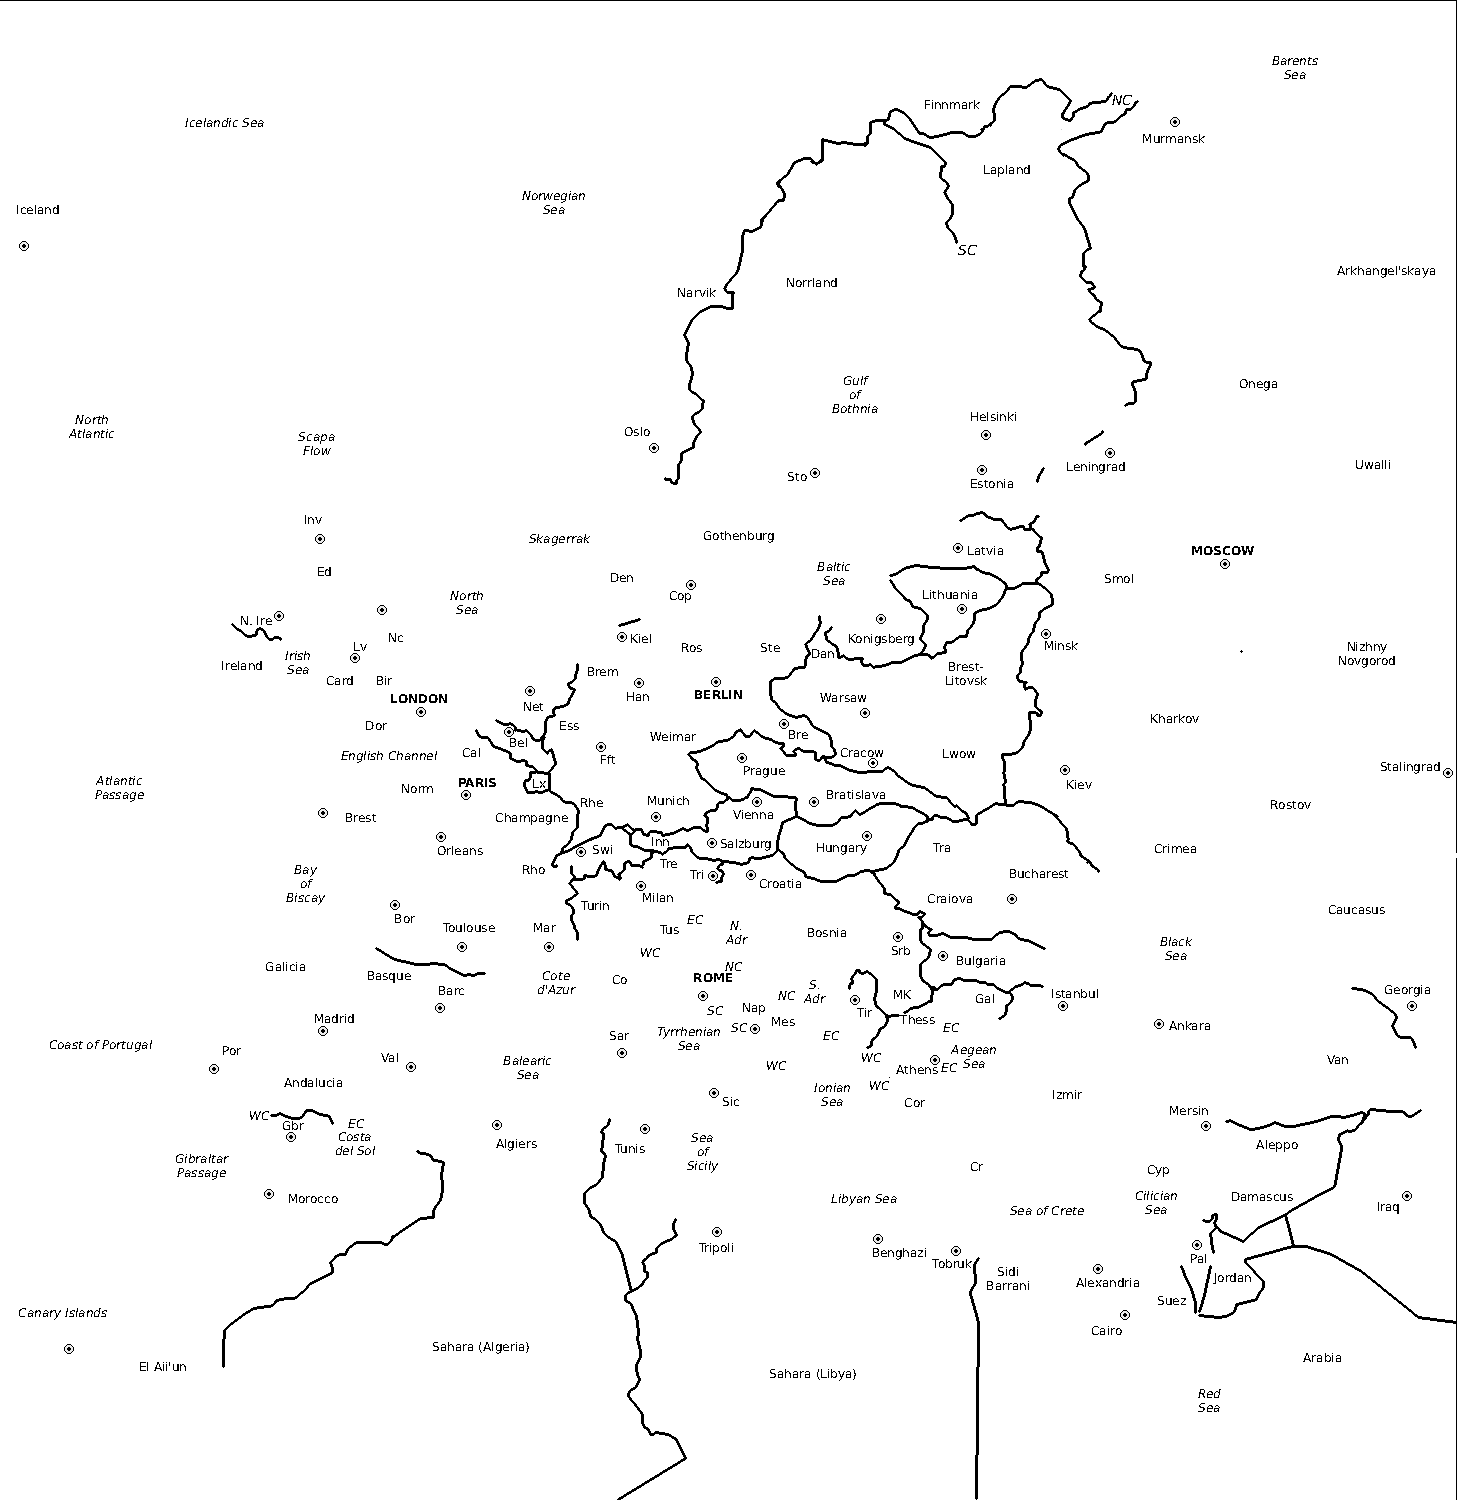 Barents
Sea
NC
Finnmark
Icelandic Sea
Murmansk
Lapland
Norwegian
Sea
Iceland
SC
Arkhangel'skaya
Norrland
Narvik
Gulf
of
Bothnia
Onega
Helsinki
North
Atlantic
Scapa
Flow
Oslo
Leningrad
Uwalli
Sto
Estonia
Inv
Skagerrak
Gothenburg
Latvia
MOSCOW
Ed
Den
Baltic
Sea
Smol
North
Sea
Cop
Lithuania
N. Ire
Nc
Kiel
Konigsberg
Minsk
Lv
Ros
Ste
Dan
Nizhny
Novgorod
Ireland
Irish
Sea
Brest-
Litovsk
Card
Bir
Brem
Han
BERLIN
Warsaw
LONDON
Net
Kharkov
Dor
Ess
Bre
Weimar
Bel
English Channel
Cal
Fft
Cracow
Lwow
Prague
Stalingrad
Atlantic
Passage
Norm
PARIS
Lx
Kiev
Rhe
Munich
Bratislava
Rostov
Brest
Champagne
Vienna
Orleans
Swi
Inn
Salzburg
Hungary
Tra
Crimea
Bay
of
Biscay
Rho
Tre
Tri
Croatia
Bucharest
Turin
Milan
Craiova
Caucasus
Bor
Toulouse
Mar
Tus
EC
N.
Adr
Bosnia
Srb
Bulgaria
Black
Sea
WC
Galicia
Basque
Cote
d'Azur
Co
NC
ROME
Barc
NC
S.
Adr
MK
Gal
Istanbul
Georgia
Madrid
SC
Nap
Tir
Thess
Mes
SC
EC
EC
Ankara
Coast of Portugal
Por
Val
Balearic
Sea
Sar
Tyrrhenian
Sea
WC
WC
Athens
EC
Aegean
Sea
Van
Andalucia
Sic
Ionian
Sea
WC
Cor
Izmir
WC
Gbr
EC
Costa
del Sol
Mersin
Algiers
Tunis
Sea
of
Sicily
Aleppo
Gibraltar
Passage
Cr
Cyp
Morocco
Libyan Sea
Sea of Crete
Cilician
Sea
Damascus
Iraq
Tripoli
Benghazi
Tobruk
Pal
Sidi
Barrani
Alexandria
Jordan
Suez
Canary Islands
Cairo
Sahara (Algeria)
El Aii'un
Sahara (Libya)
Arabia
Red
Sea